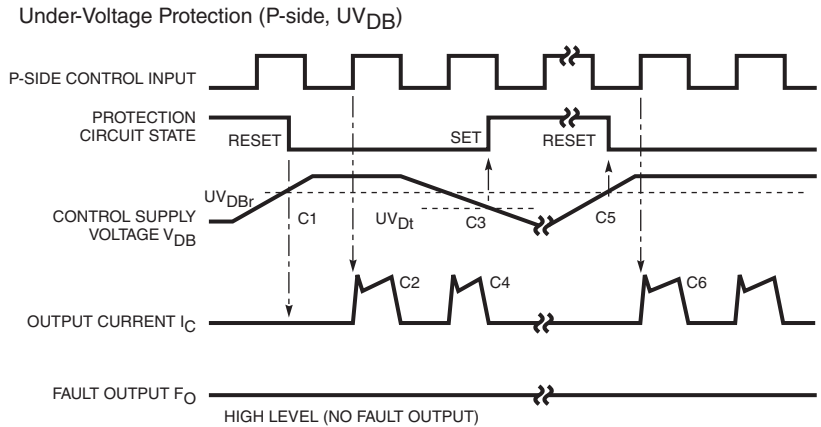 Under-Voltage Protection (P-side, UVDB)
P-SIDE CONTROL INPUT
PROTECTION
CIRCUIT STATE
RESET
SET
RESET
UVDBr
C1
UVDt
C3
C5
CONTROL SUPPLY
VOLTAGE VDB
C2
C4
C6
OUTPUT CURRENT IC
FAULT OUTPUT FO
HIGH LEVEL (NO FAULT OUTPUT)